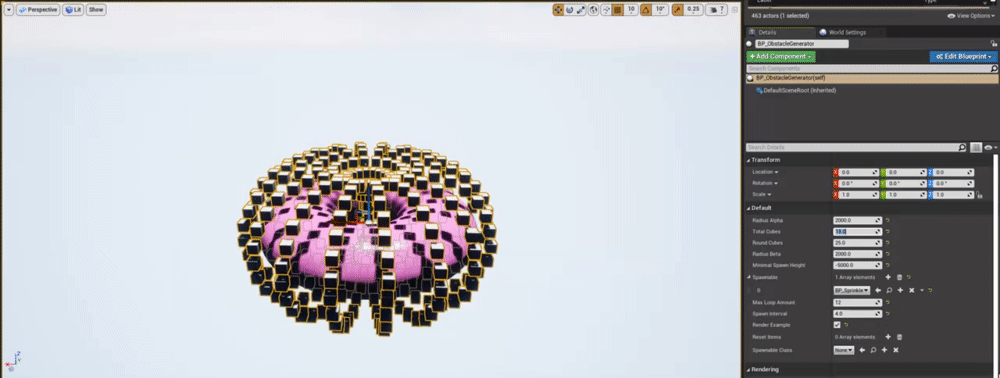 Perspective Lit Show 10 10° 0.25 7
463 actors (1 selected) View Options
Details World Settings
BP_ObstacleGenerator
+ Add Component Edit Blueprint
Search Components
BP_ObstacleGenerator(self)
DefaultSceneRoot (Inherited)
Search Details
Transform
Location X 0.0 Y 0.0 Z 0.0
Rotation X 0.0 ° Y 0.0 ° Z 0.0 °
Scale X 1.0 Y 1.0 Z 1.0
Default
Radius Alpha 2000.0
Total Cubes 18.0
Round Cubes 25.0
Radius Beta 2000.0
Minimal Spawn Height -5000.0
Spawnable 1 Array elements
0 BP_Sprinkle
Max Loop Amount 12
Spawn Interval 4.0
Render Example
Reset Items 0 Array elements
Spawnable Class None
Rendering